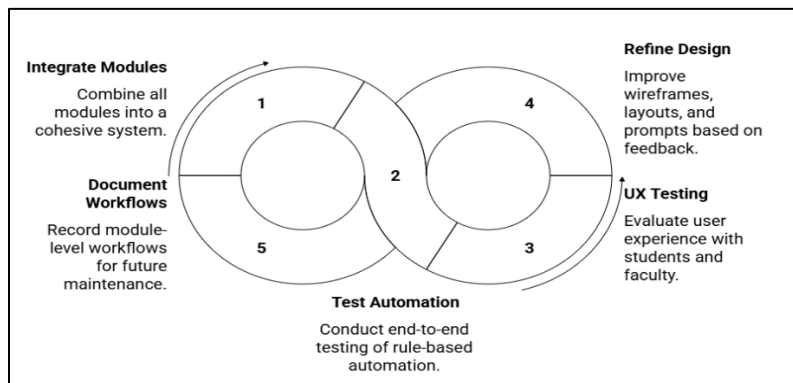 Integrate Modules
Combine all
modules into a
cohesive system.
1
2
Test Automation
Conduct end-to-end
testing of rule-based
automation.
3
UX Testing
Evaluate user
experience with
students and
faculty.
4
Refine Design
Improve
wireframes,
layouts, and
prompts based on
feedback.
5
Document
Workflows
Record module-
level workflows
for future
maintenance.